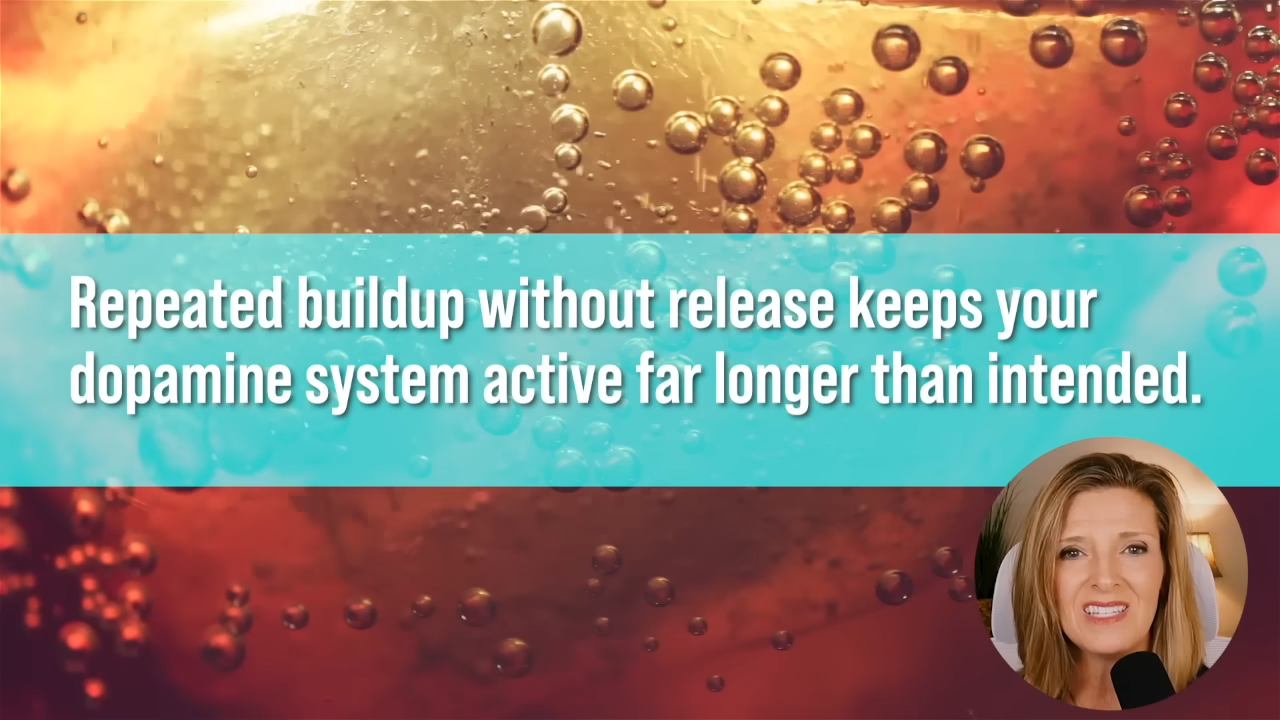 Repeated buildup without release keeps your
dopamine system active far longer than intended.